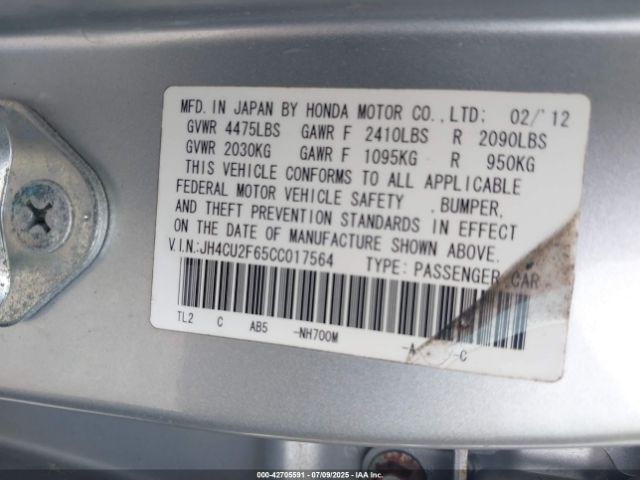 MFD. IN JAPAN BY HONDA MOTOR CO.,LTD: 02/'12
GVWR 4475LBS GAWR F 2410LBS R 2090LBS
GVWR 2030KG GAWR F 1095KG R 950KG
THIS VEHICLE CONFORMS TO ALL APPLICABLE
FEDERAL MOTOR VEHICLE SAFETY ,BUMPER,
AND THEFT PREVENTION STANDARDS IN EFFECT
ON THE DATE OF MANUFACTURE SHOWN ABOVE.
V.I.N.:JH4CU2F65CC017564 TYPE: PASSENGER CAR
TL2 C AB5 -NH700M -A -C
000-42705591 - 07/09/2025 - IAAI.COM